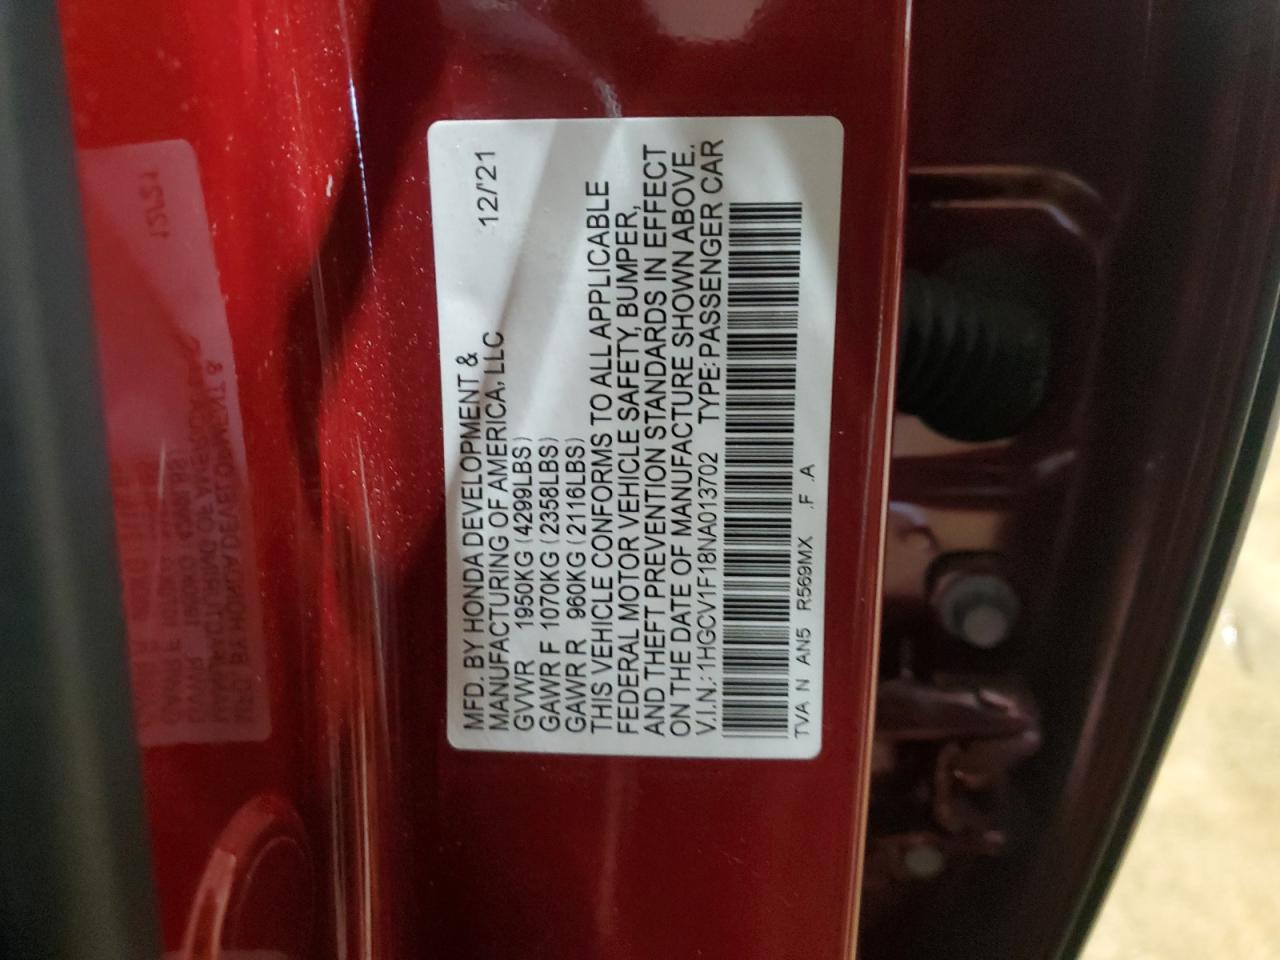 MFD. BY HONDA DEVELOPMENT &
MANUFACTURING OF AMERICA, LLC 12/'21
GVWR 1950KG (4299LBS)
GAWR F 1070KG (2358LBS)
GAWR R 960KG (2116LBS)
THIS VEHICLE CONFORMS TO ALL APPLICABLE
FEDERAL MOTOR VEHICLE SAFETY, BUMPER,
AND THEFT PREVENTION STANDARDS IN EFFECT
ON THE DATE OF MANUFACTURE SHOWN ABOVE.
V.I.N.: 1HGCV1F18NA013702 TYPE: PASSENGER CAR
TVA N AN5 R569MX .F .A